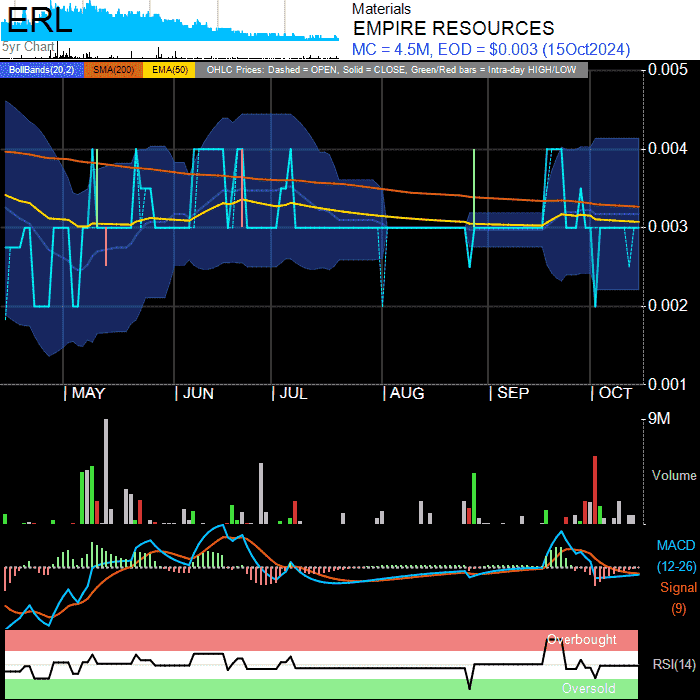 ERL
5yr Chart
Materials
EMPIRE RESOURCES
MC = 4.5M, EOD = $0.003 (15Oct2024)
BollBands(20,2) SMA(200) EMA(50) OHLC Prices: Dashed = OPEN, Solid = CLOSE, Green/Red bars = Intra-day HIGH/LOW
0.005
0.004
0.003
0.002
0.001
| MAY | JUN | JUL | AUG | SEP | OCT
9M
Volume
MACD
(12-26)
Signal
(9)
Overbought
RSI(14)
Oversold